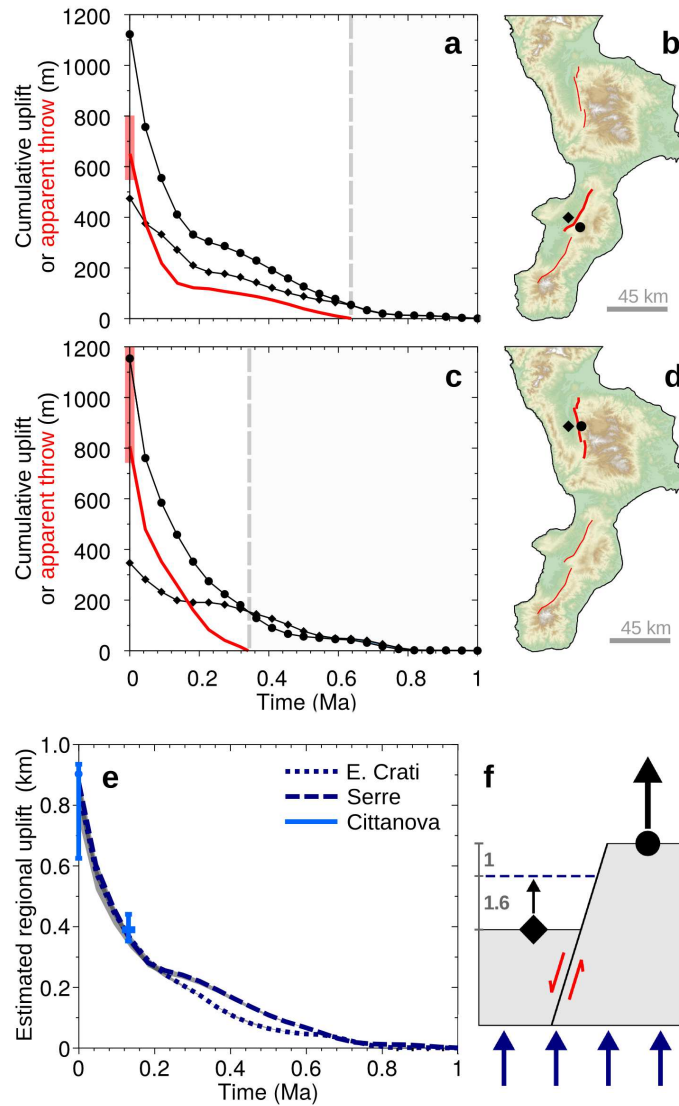 a
1200
1000
800
600
400
200
0
Cumulative uplift
or apparent throw (m)
b
45 km
c
1200
1000
800
600
400
200
0
Cumulative uplift
or apparent throw (m)
0 0.2 0.4 0.6 0.8 1
Time (Ma)
d
45 km
e
1.0
0.8
0.6
0.4
0.2
0
Estimated regional uplift (km)
E. Crati
Serre
Cittanova
0 0.2 0.4 0.6 0.8 1.0
Time (Ma)
f
1
1.6